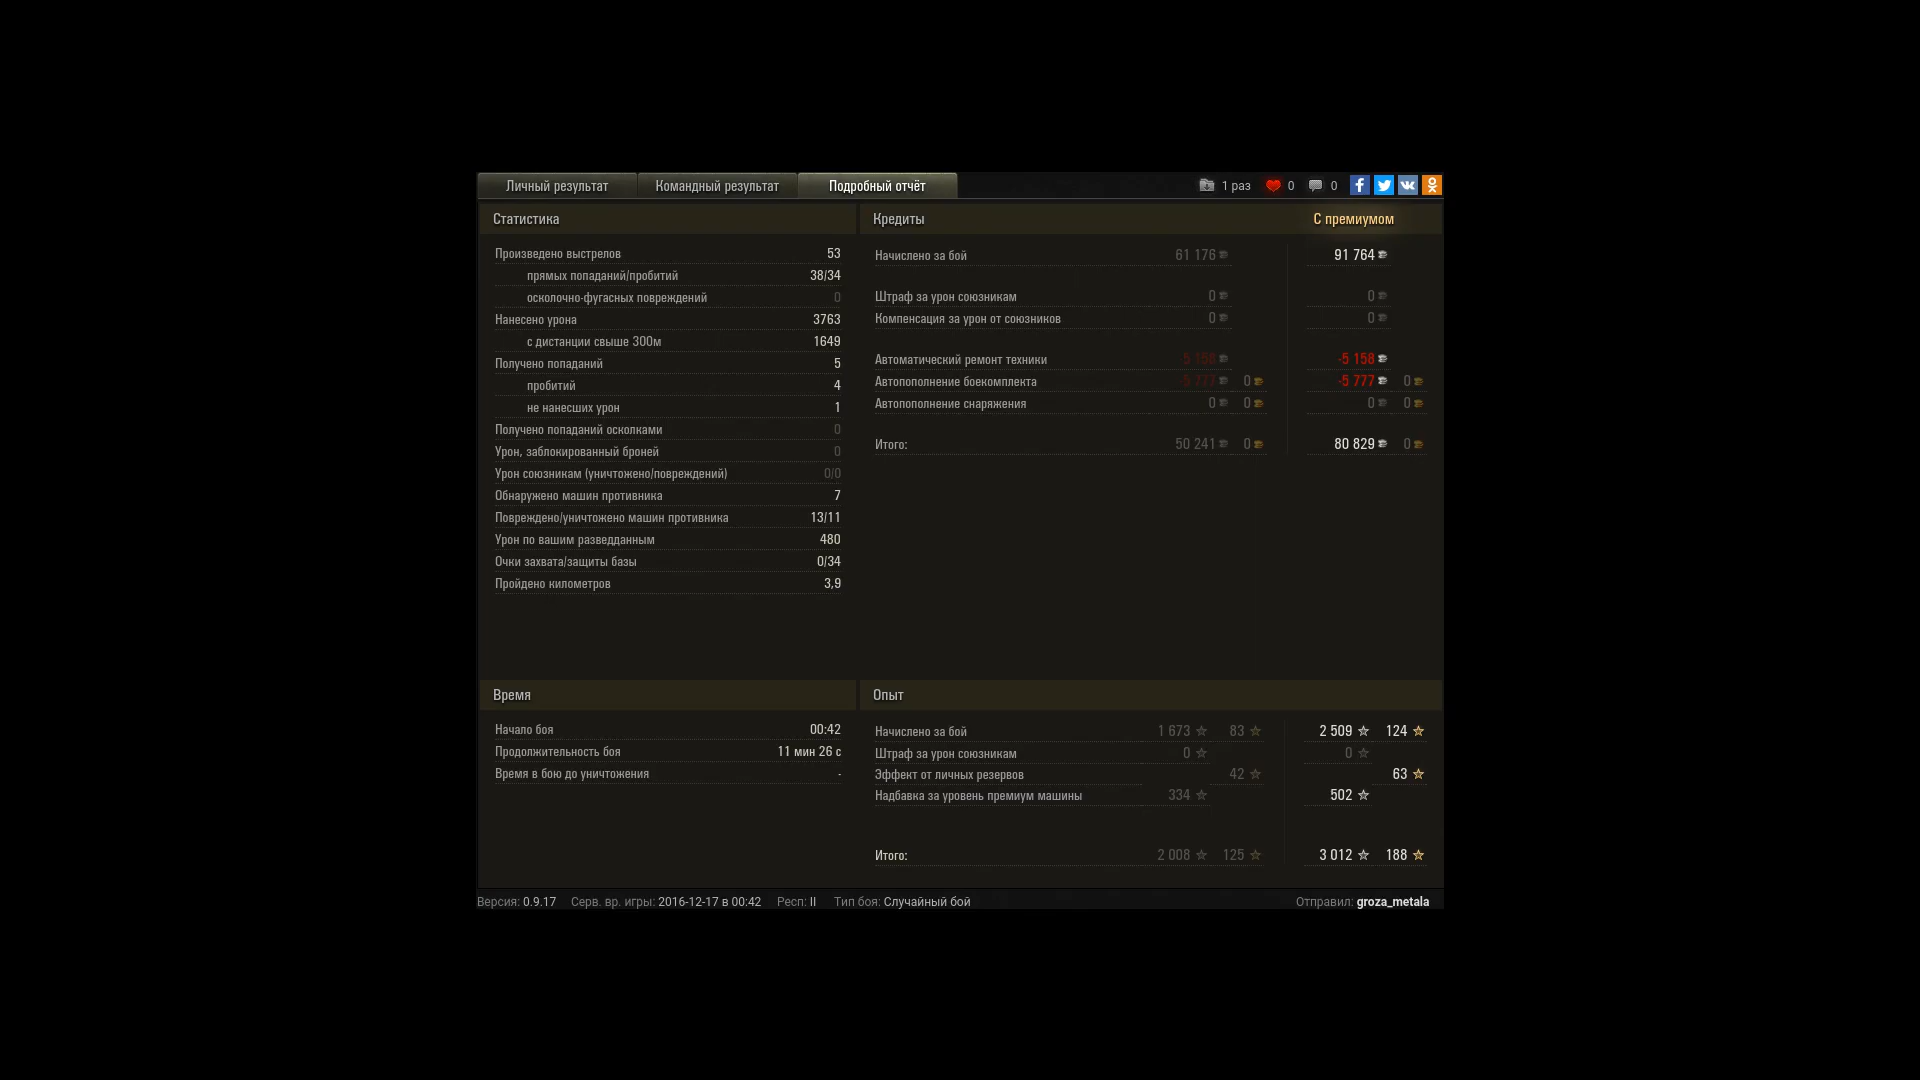 Личный результат Командный результат Подробный отчёт 1 раз 0 0
Статистика
Произведено выстрелов 53
прямых попаданий/пробитий 38/34
осколочно-фугасных повреждений 0
Нанесено урона 3763
с дистанции свыше 300м 1649
Получено попаданий 5
пробитий 4
не нанесших урон 1
Получено попаданий осколками 0
Урон, заблокированный броней 0
Урон союзникам (уничтожено/повреждений) 0/0
Обнаружено машин противника 7
Повреждено/уничтожено машин противника 13/11
Урон по вашим разведданным 480
Очки захвата/защиты базы 0/34
Пройдено километров 3,9
Кредиты С премиумом
Начислено за бой 61 176 91 764
Штраф за урон союзникам 0 0
Компенсация за урон от союзников 0 0
Автоматический ремонт техники -5 158 -5 158
Автопополнение боекомплекта -5 777 0 -5 777 0
Автопополнение снаряжения 0 0 0 0
Итого: 50 241 0 80 829 0
Время
Начало боя 00:42
Продолжительность боя 11 мин 26 с
Время в бою до уничтожения -
Опыт
Начислено за бой 1 673 83 2 509 124
Штраф за урон союзникам 0 0
Эффект от личных резервов 42 63
Надбавка за уровень премиум машины 334 502
Итого: 2 008 125 3 012 188
Версия: 0.9.17 Серв. вр. игры: 2016-12-17 в 00:42 Респ: II Тип боя: Случайный бой Отправил: groza_metala